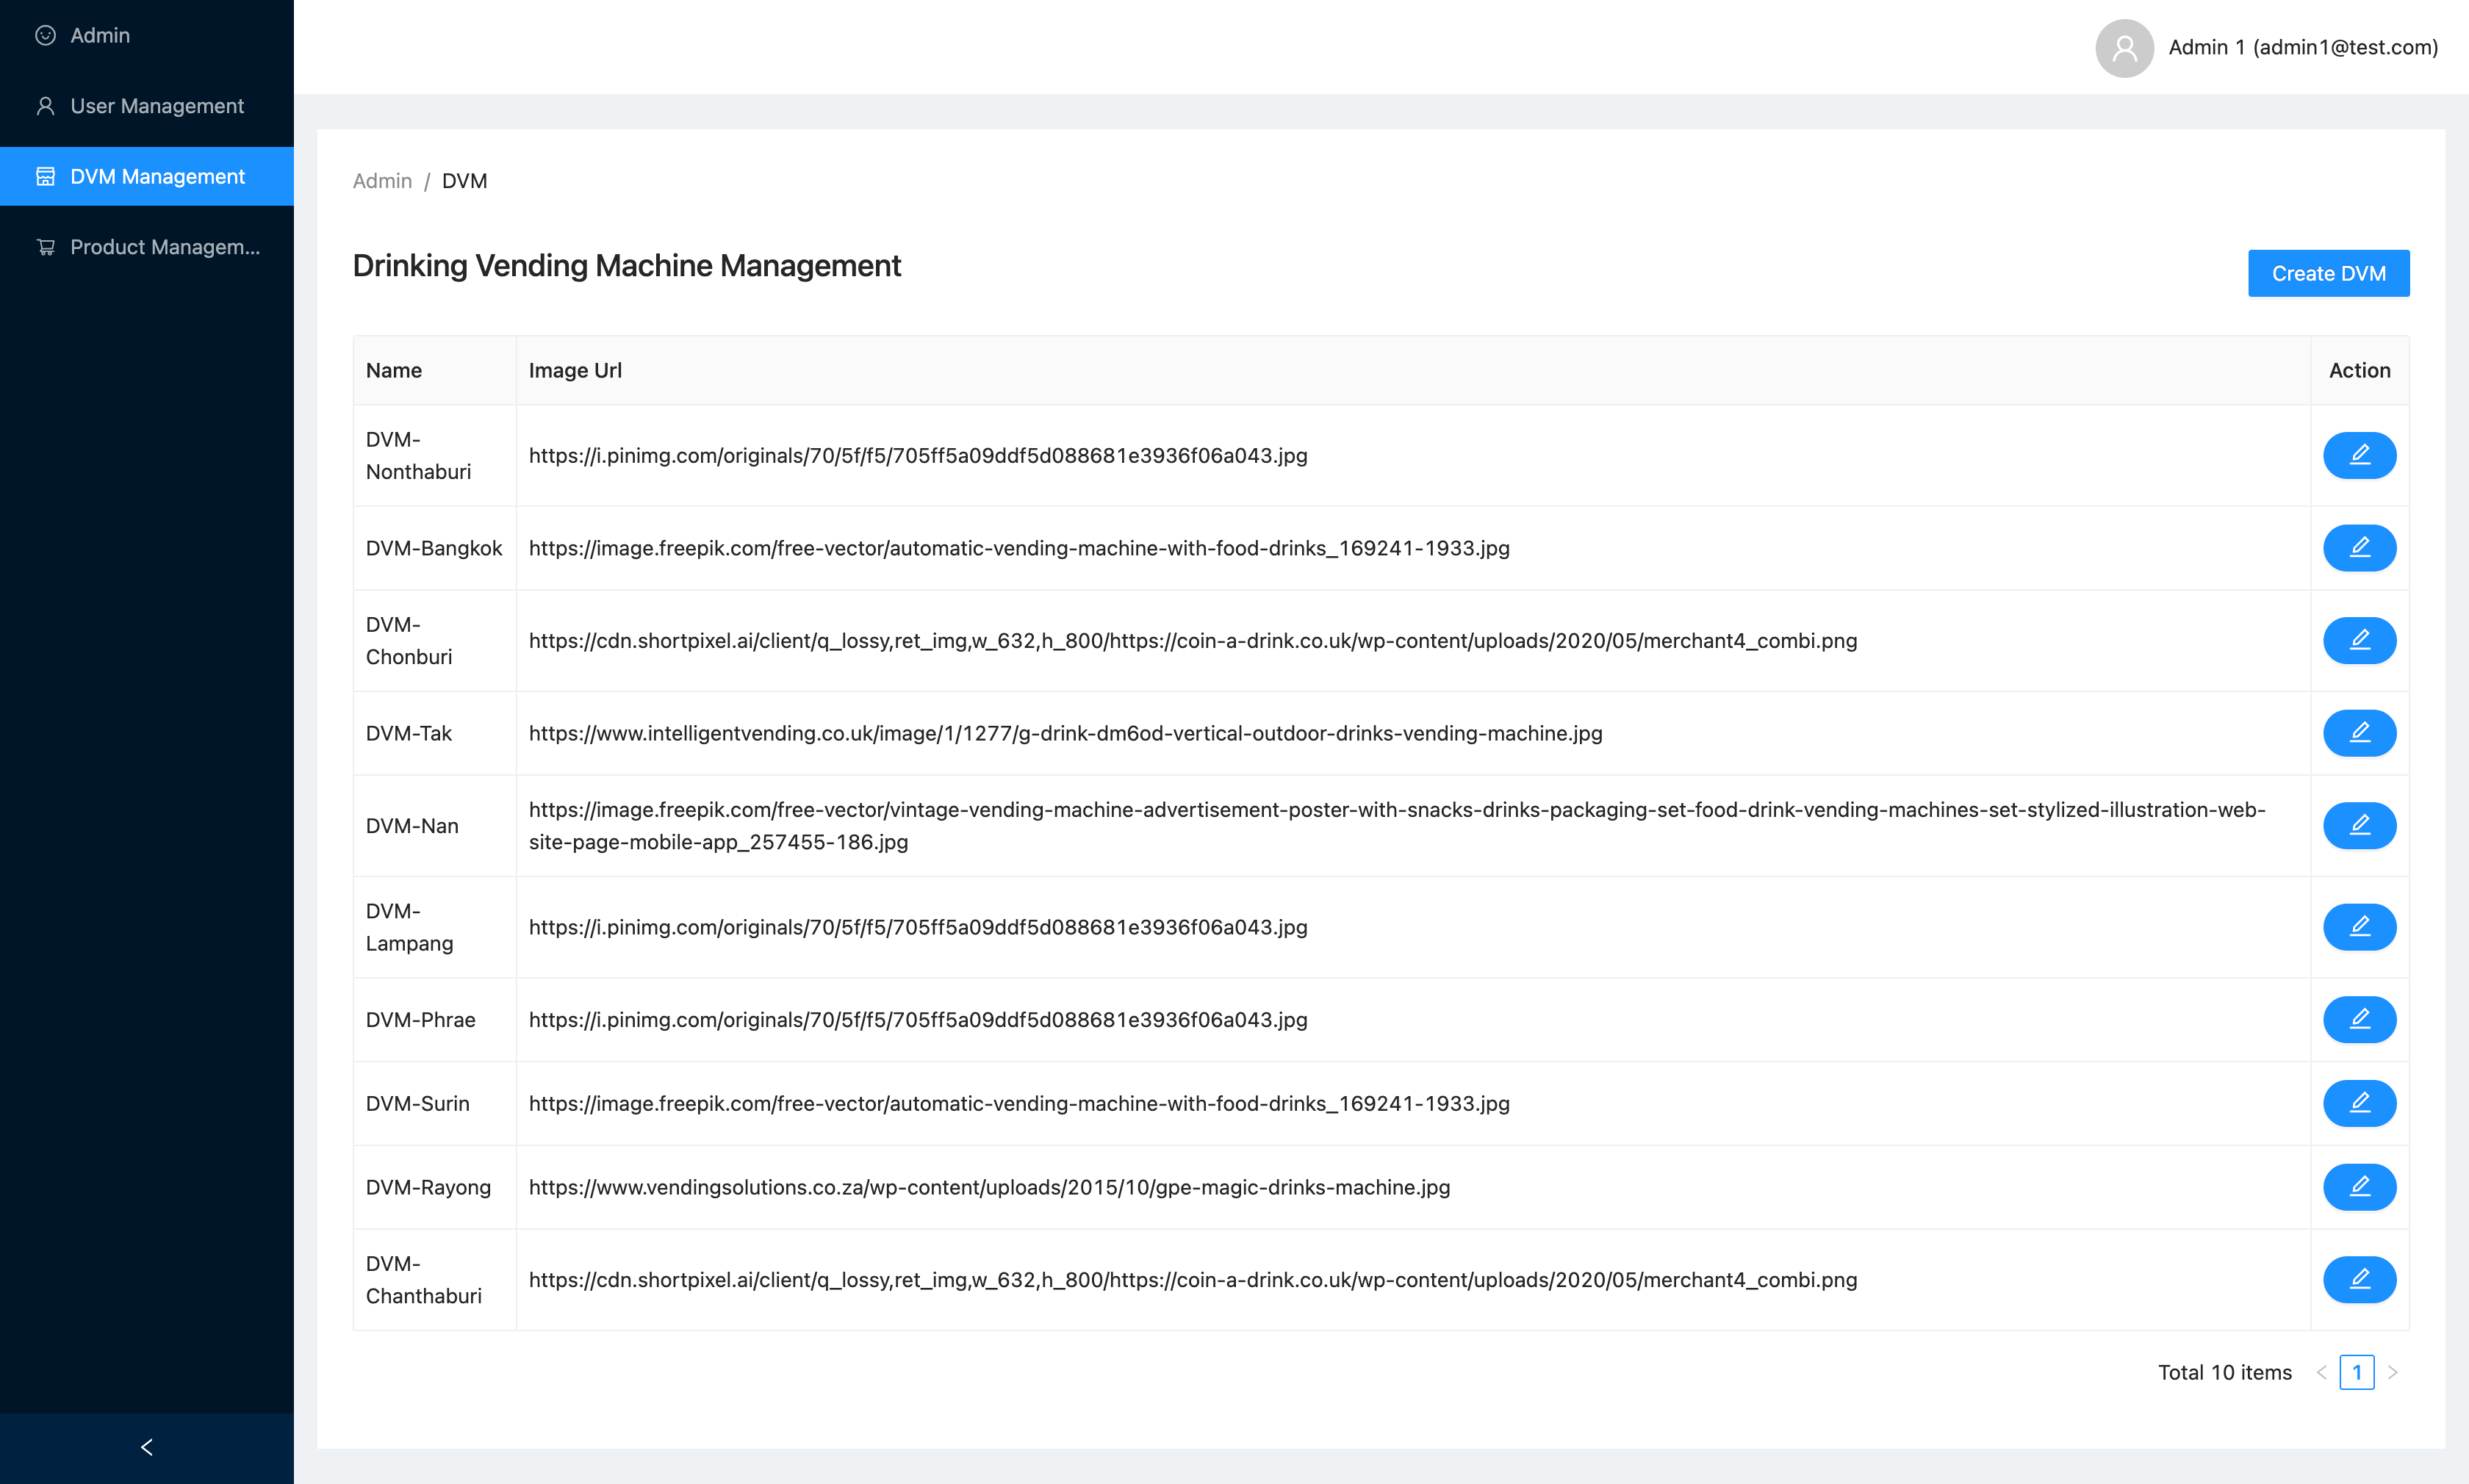 Admin
User Management
DVM Management
Product Managem...
Admin 1 (admin1@test.com)
Admin / DVM
Drinking Vending Machine Management
Create DVM
Name Image Url Action
DVM-
Nonthaburi
https://i.pinimg.com/originals/70/5f/f5/705ff5a09ddf5d088681e3936f06a043.jpg
DVM-Bangkok https://image.freepik.com/free-vector/automatic-vending-machine-with-food-drinks_169241-1933.jpg
DVM-
Chonburi
https://cdn.shortpixel.ai/client/q_lossy,ret_img,w_632,h_800/https://coin-a-drink.co.uk/wp-content/uploads/2020/05/merchant4_combi.png
DVM-Tak https://www.intelligentvending.co.uk/image/1/1277/g-drink-dm6od-vertical-outdoor-drinks-vending-machine.jpg
DVM-Nan
https://image.freepik.com/free-vector/vintage-vending-machine-advertisement-poster-with-snacks-drinks-packaging-set-food-drink-vending-machines-set-stylized-illustration-web-
site-page-mobile-app_257455-186.jpg
DVM-
Lampang
https://i.pinimg.com/originals/70/5f/f5/705ff5a09ddf5d088681e3936f06a043.jpg
DVM-Phrae https://i.pinimg.com/originals/70/5f/f5/705ff5a09ddf5d088681e3936f06a043.jpg
DVM-Surin https://image.freepik.com/free-vector/automatic-vending-machine-with-food-drinks_169241-1933.jpg
DVM-Rayong https://www.vendingsolutions.co.za/wp-content/uploads/2015/10/gpe-magic-drinks-machine.jpg
DVM-
Chanthaburi
https://cdn.shortpixel.ai/client/q_lossy,ret_img,w_632,h_800/https://coin-a-drink.co.uk/wp-content/uploads/2020/05/merchant4_combi.png
Total 10 items < 1 >